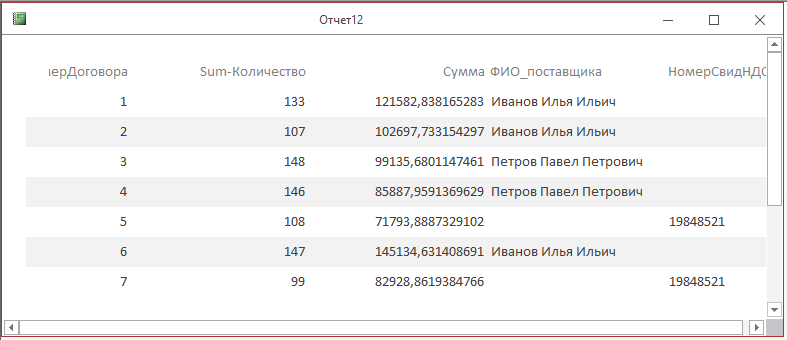 Отчет12
мерДоговора Sum-Количество Сумма ФИО_поставщика НомерСвидНДС
1 133 121582,838165283 Иванов Илья Ильич
2 107 102697,733154297 Иванов Илья Ильич
3 148 99135,6801147461 Петров Павел Петрович
4 146 85887,9591369629 Петров Павел Петрович
5 108 71793,8887329102 19848521
6 147 145134,631408691 Иванов Илья Ильич
7 99 82928,8619384766 19848521